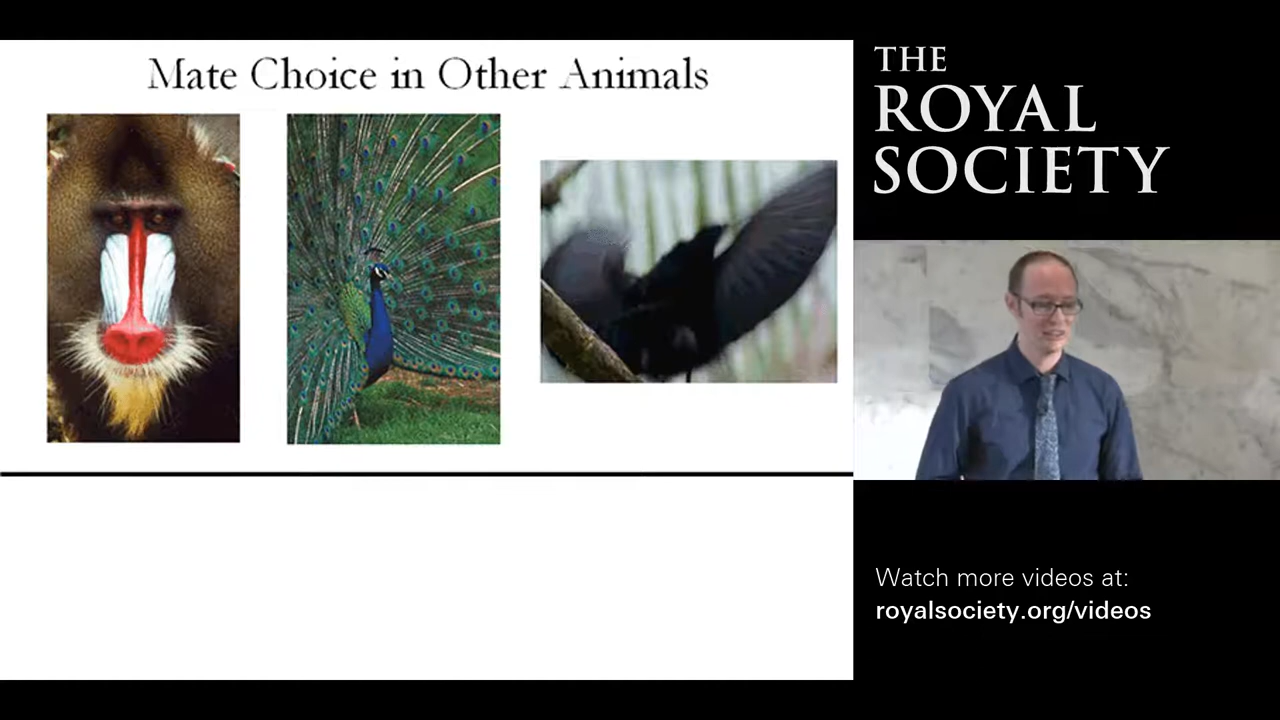 Mate Choice in Other Animals
THE
ROYAL
SOCIETY
Watch more videos at:
royalsociety.org/videos